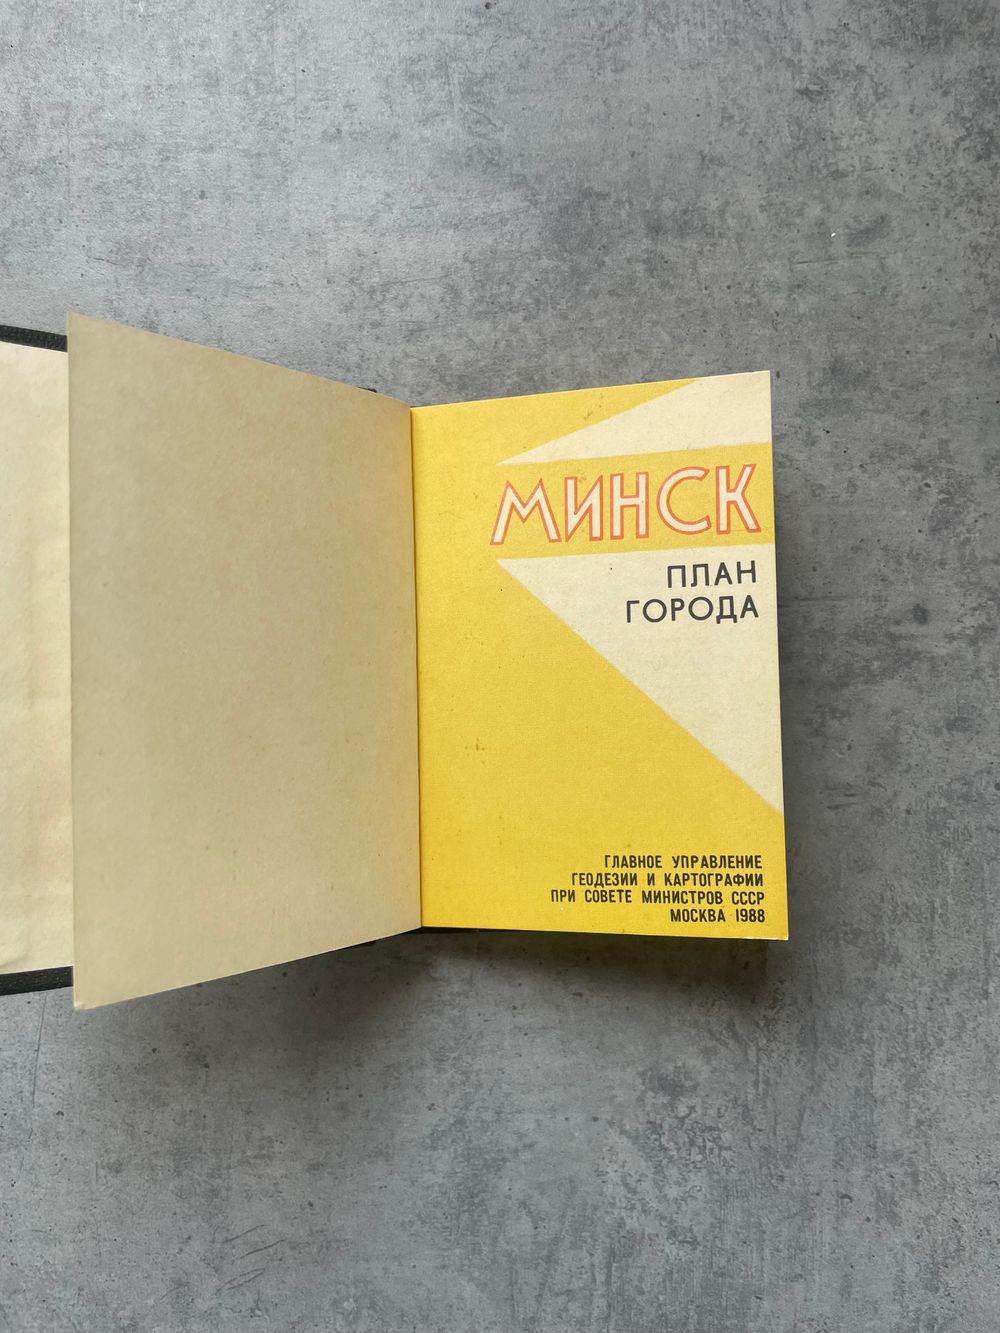 МИНСК
ПЛАН
ГОРОДА
ГЛАВНОЕ УПРАВЛЕНИЕ
ГЕОДЕЗИИ И КАРТОГРАФИИ
ПРИ СОВЕТЕ МИНИСТРОВ СССР
МОСКВА 1988